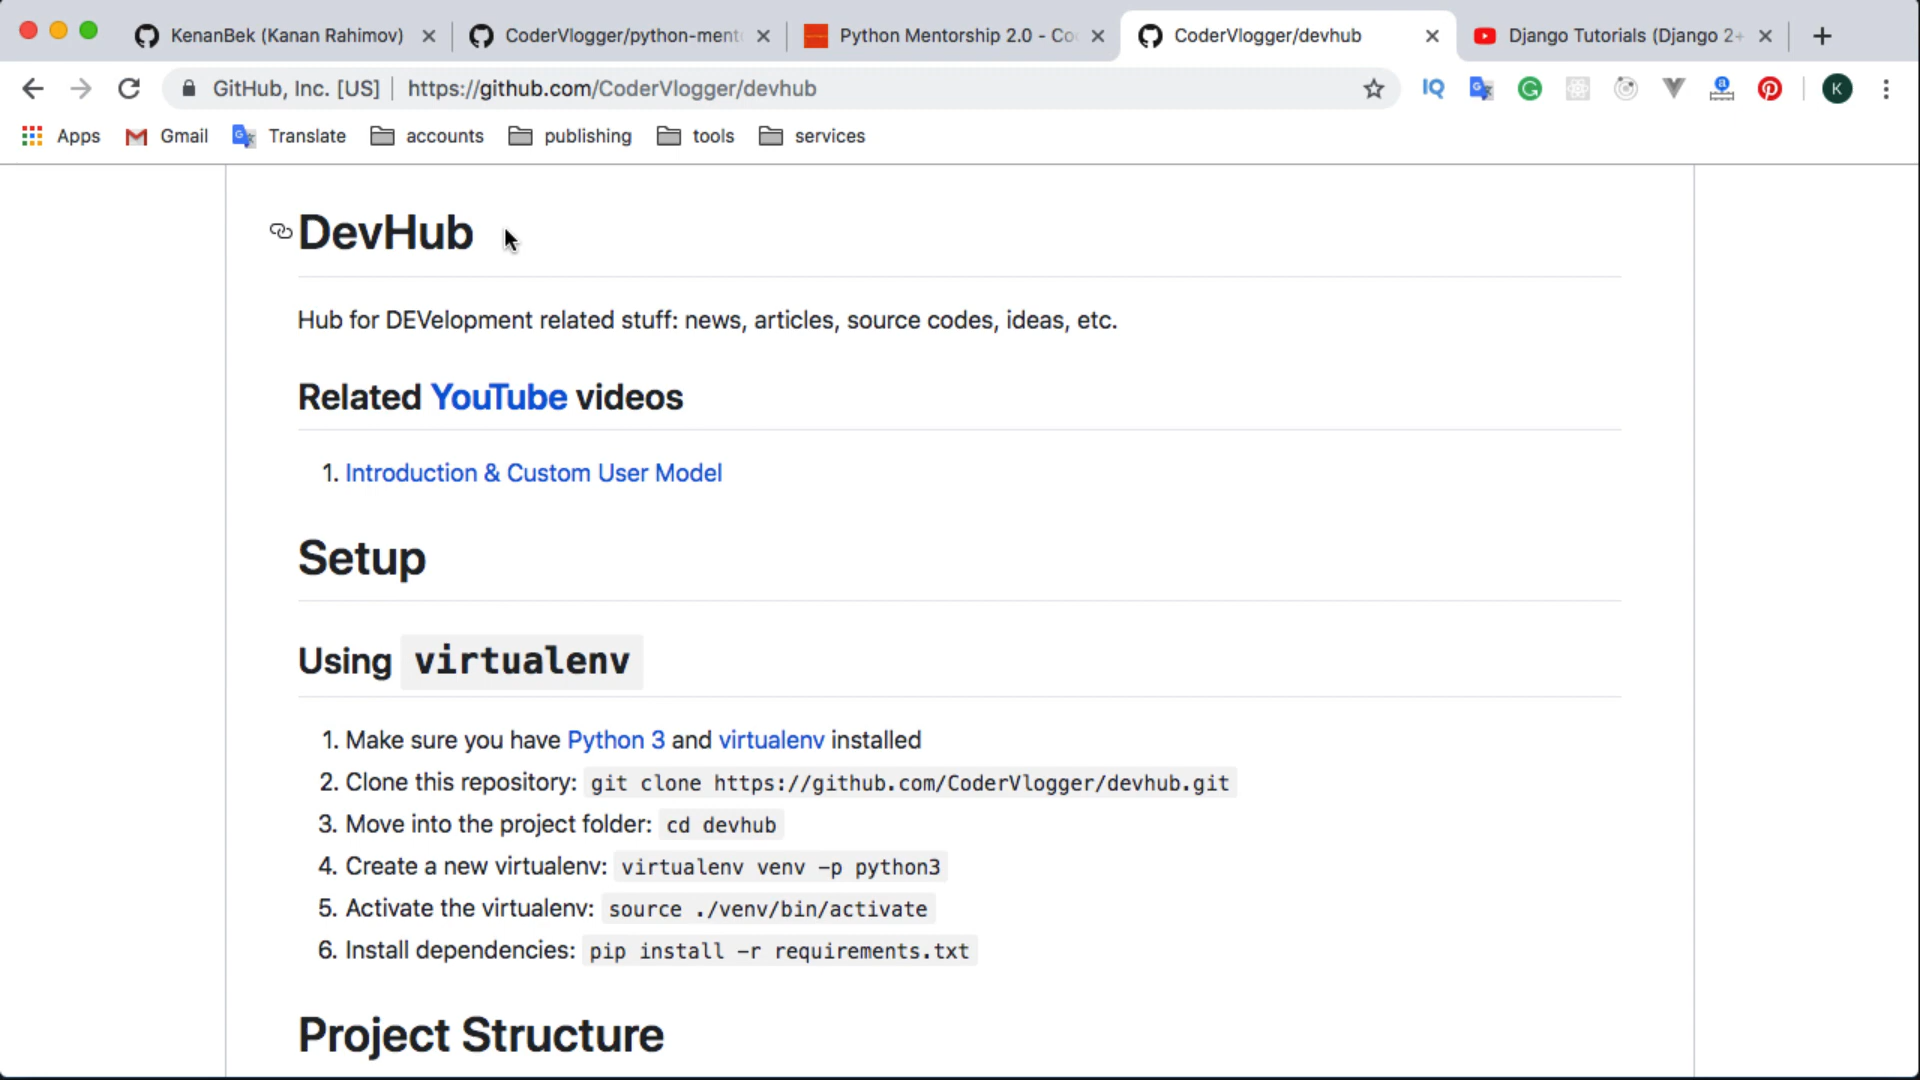 KenanBek (Kanan Rahimov)
CoderVlogger/python-ment
Python Mentorship 2.0 - Co
CoderVlogger/devhub
Django Tutorials (Django 2+
GitHub, Inc. [US] | https://github.com/CoderVlogger/devhub
IQ
K
Apps Gmail Translate accounts publishing tools services
DevHub
Hub for DEVelopment related stuff: news, articles, source codes, ideas, etc.
Related YouTube videos
1. Introduction & Custom User Model
Setup
Using virtualenv
1. Make sure you have Python 3 and virtualenv installed
2. Clone this repository: git clone https://github.com/CoderVlogger/devhub.git
3. Move into the project folder: cd devhub
4. Create a new virtualenv: virtualenv venv -p python3
5. Activate the virtualenv: source ./venv/bin/activate
6. Install dependencies: pip install -r requirements.txt
Project Structure